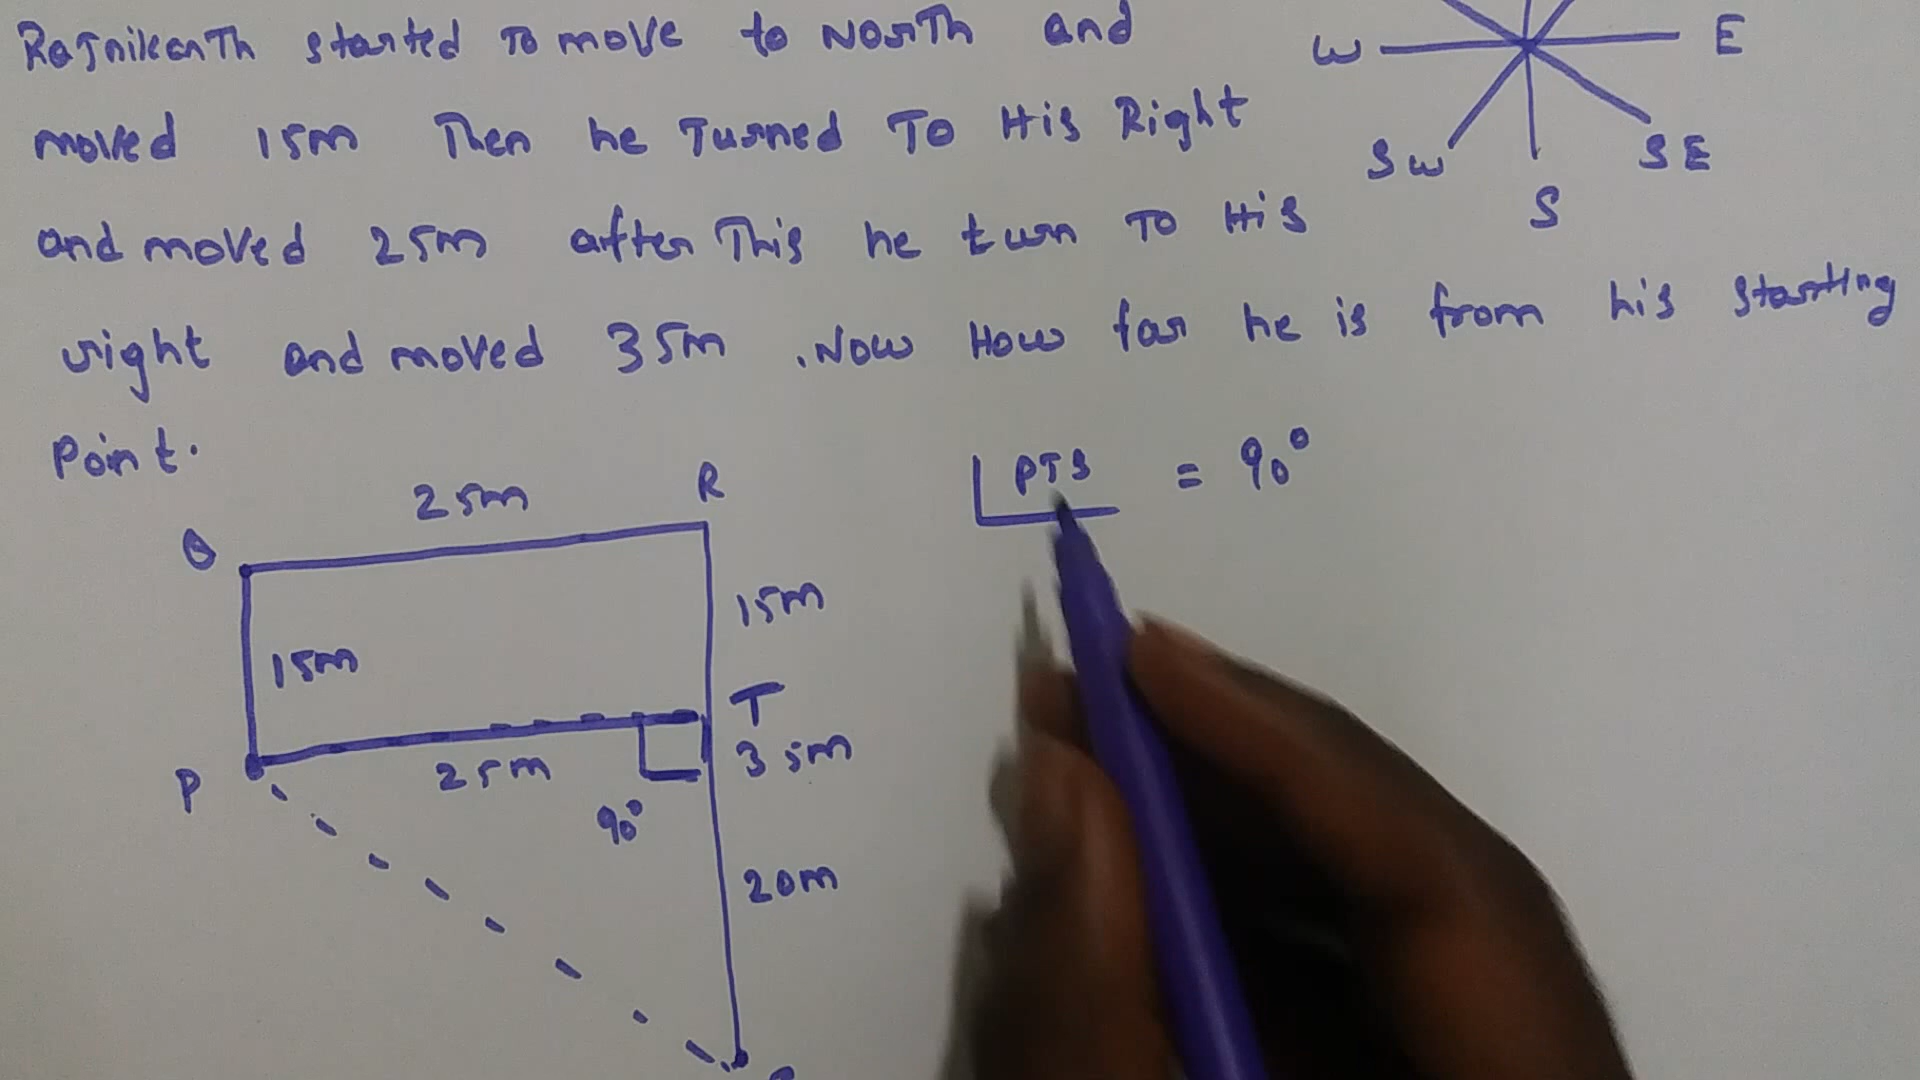 Rajnikanth started To move to North and
moved 15m Then he Turned To His Right
and moved 25m after This he turn To His
right and moved 35m . Now How far he is from his starting
Point.
W E
SW SE
S
25m R
Q
15m
15m
T
P 25m 35m
90°
20m
PTS = 90°